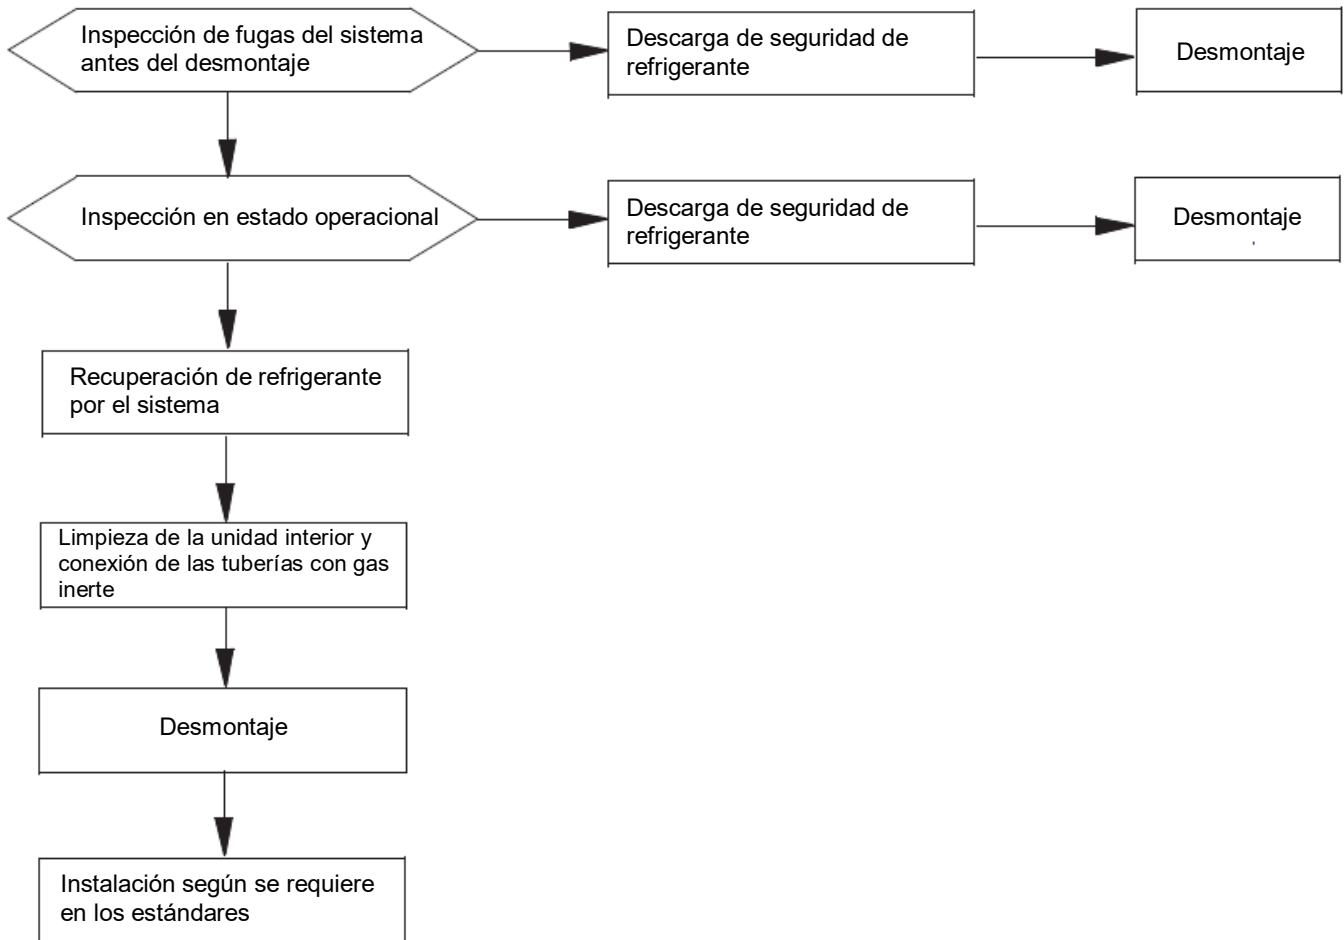 Inspección de fugas del sistema
antes del desmontaje
Descarga de seguridad de
refrigerante
Desmontaje
Inspección en estado operacional
Descarga de seguridad de
refrigerante
Desmontaje
Recuperación de refrigerante
por el sistema
Limpieza de la unidad interior y
conexión de las tuberías con gas
inerte
Desmontaje
Instalación según se requiere
en los estándares